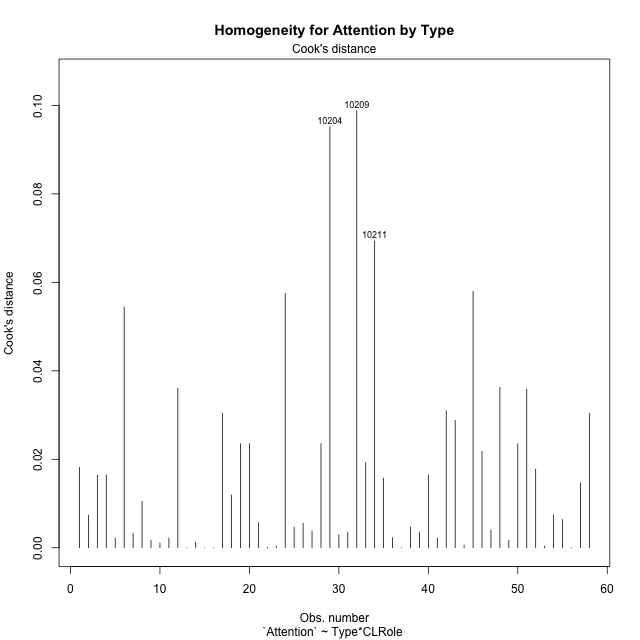 Homogeneity for Attention by Type
Cook's distance
Cook's distance
0.10
0.08
0.06
0.04
0.02
0.00
10209
10204
10211
0 10 20 30 40 50 60
Obs. number
`Attention` ~ Type*CLRole